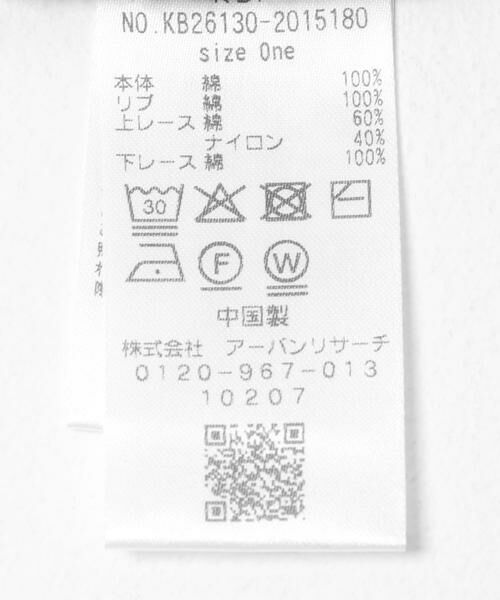 NO.KB26130-2015180
size One
本体 綿 100%
リブ 綿 100%
上レース 綿 60%
ナイロン 40%
下レース 綿 100%
30
F W
中国製
株式会社 アーバンリサーチ
0120-967-013
10207